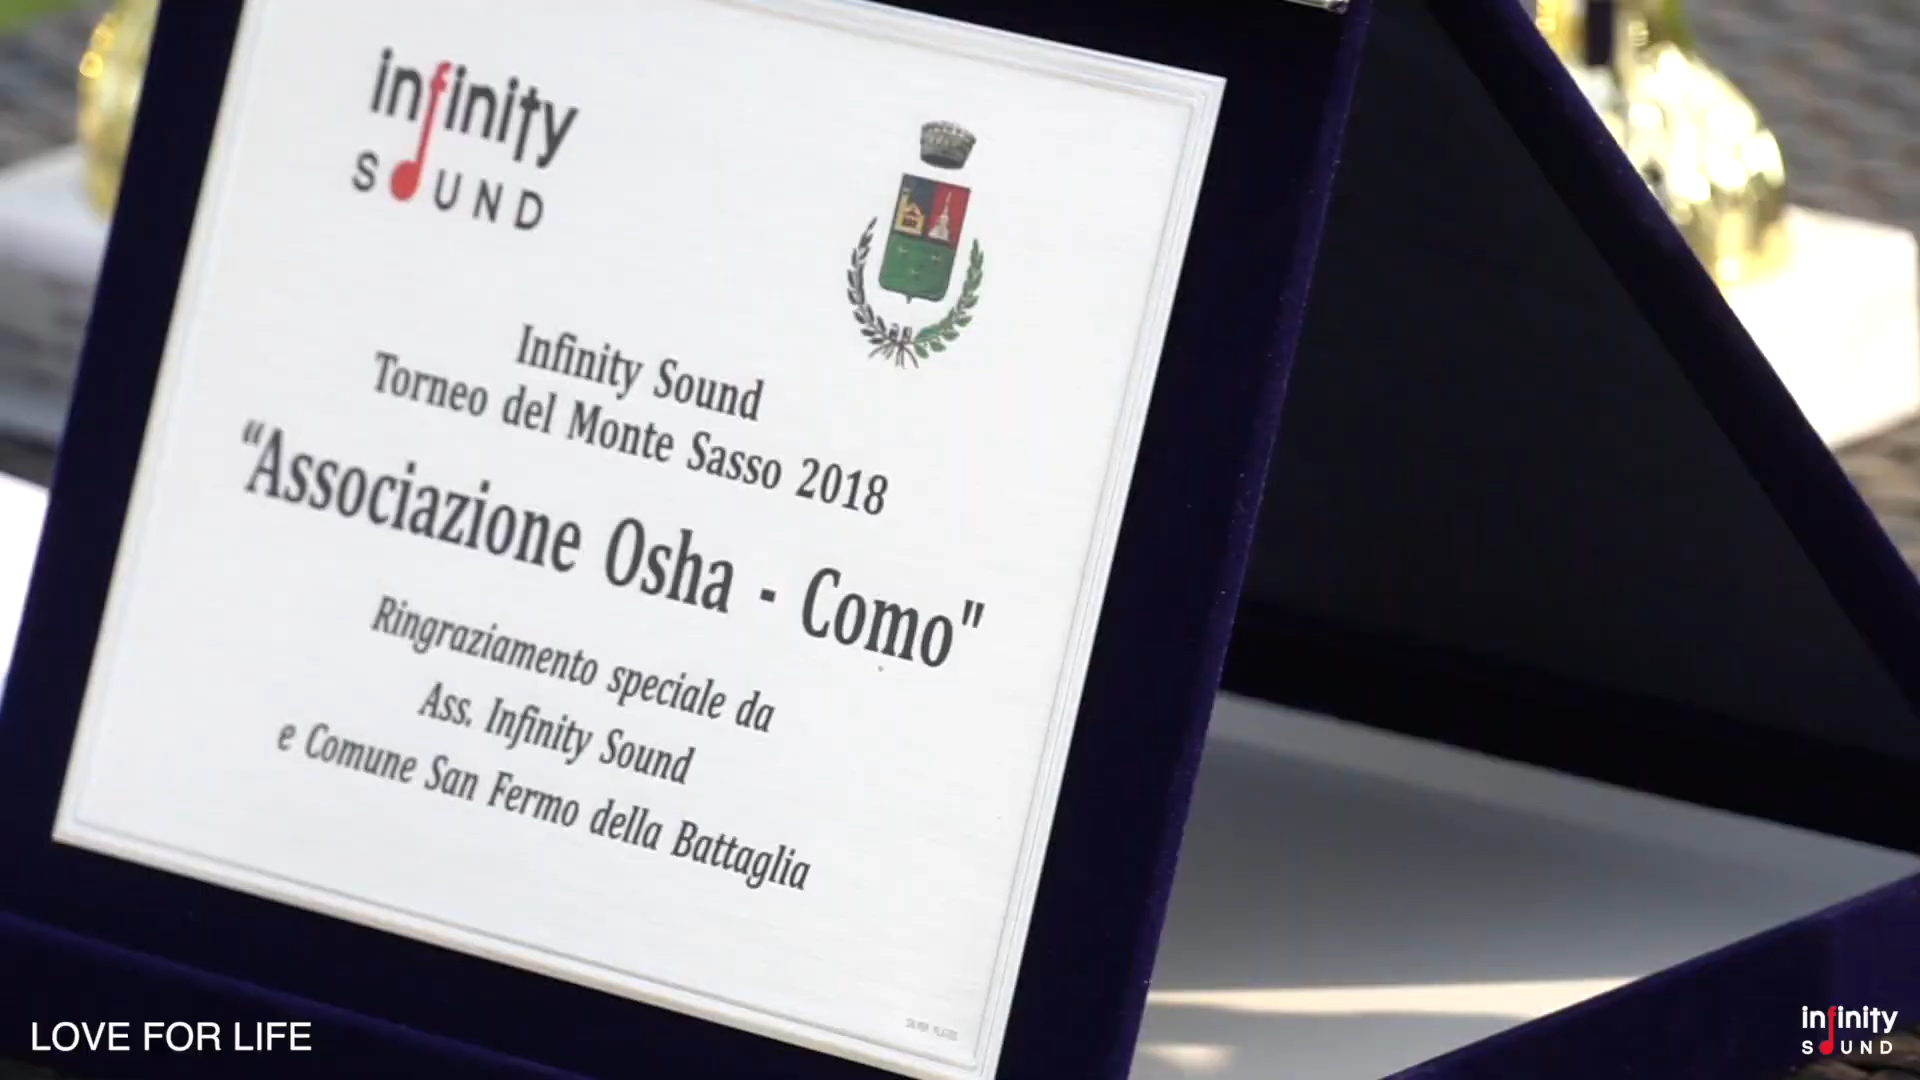 infinity
SOUND
Infinity Sound
Torneo del Monte Sasso 2018
“Associazione Osha - Como"
Ringraziamento speciale da
Ass. Infinity Sound
e Comune San Fermo della Battaglia
LOVE FOR LIFE
infinity
SOUND